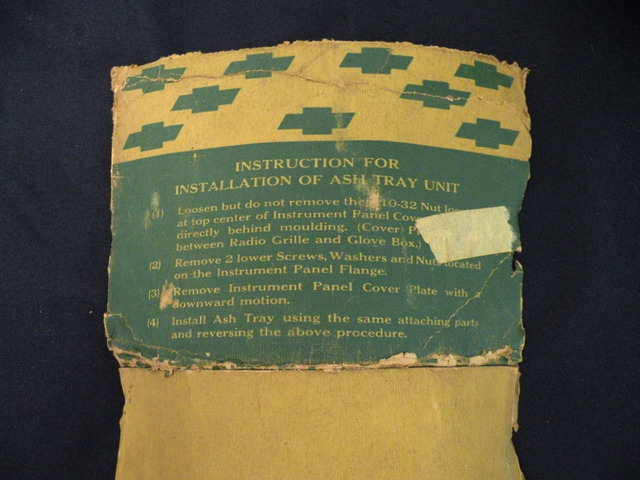 INSTRUCTION FOR
INSTALLATION OF ASH TRAY UNIT
(1) Loosen but do not remove the 10-32 Nut
at top center of Instrument Panel
directly behind moulding. (Cover
between Radio Grille and Glove Box.)
(2) Remove 2 lower Screws, Washers and Nuts located
on the Instrument Panel Flange.
(3) Remove Instrument Panel Cover Plate with a
downward motion.
(4) Install Ash Tray using the same attaching parts
and reversing the above procedure.